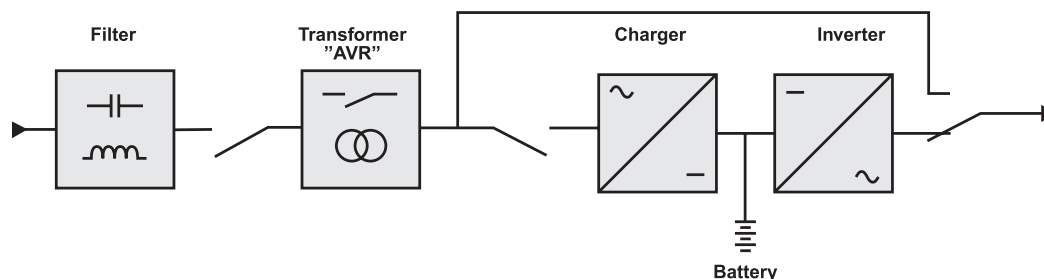 Filter
Transformer
”AVR”
Charger
Inverter
Battery